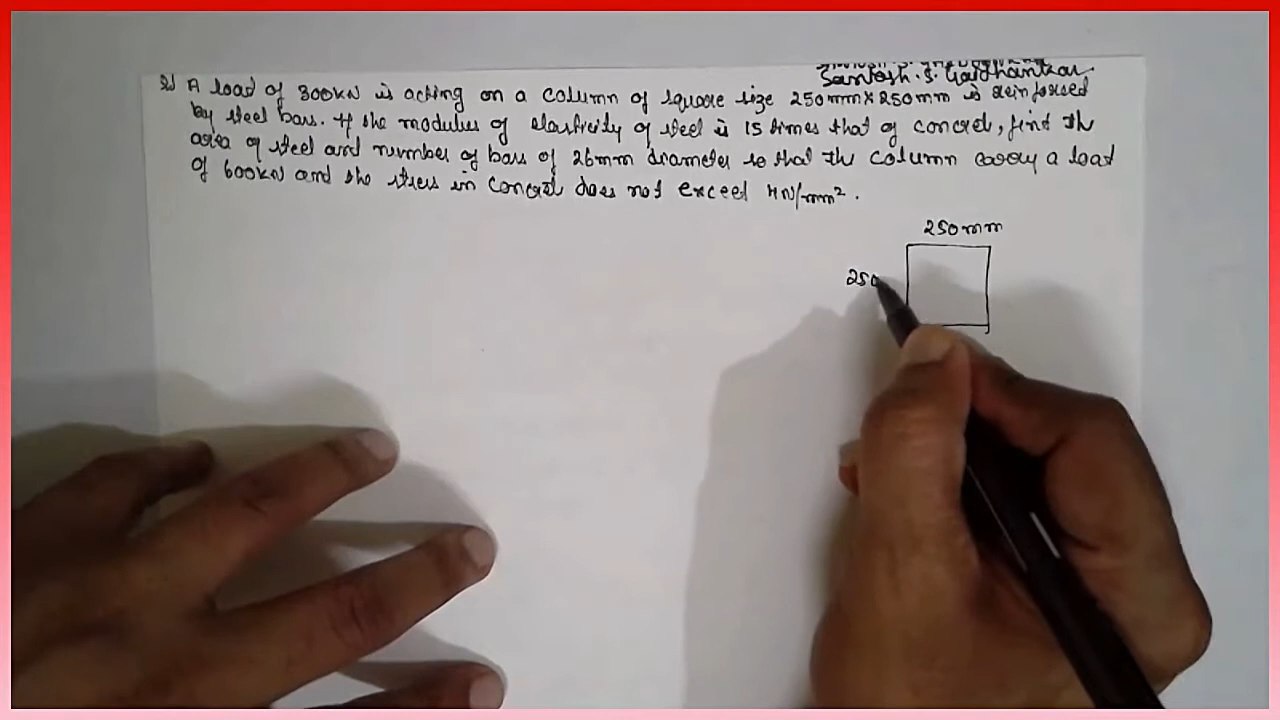 Santosh. S. Gaidhankar
2) A load of 300kN is acting on a column of square size 250mm×250mm is reinforced
by steel bars. If the modulus of elasticity of steel is 15 times that of concret, find the
area of steel and number of bars of 26mm diameter so that the column carry a load
of 600kN and the stress in concret does not exceed 4N/mm².
250mm
250